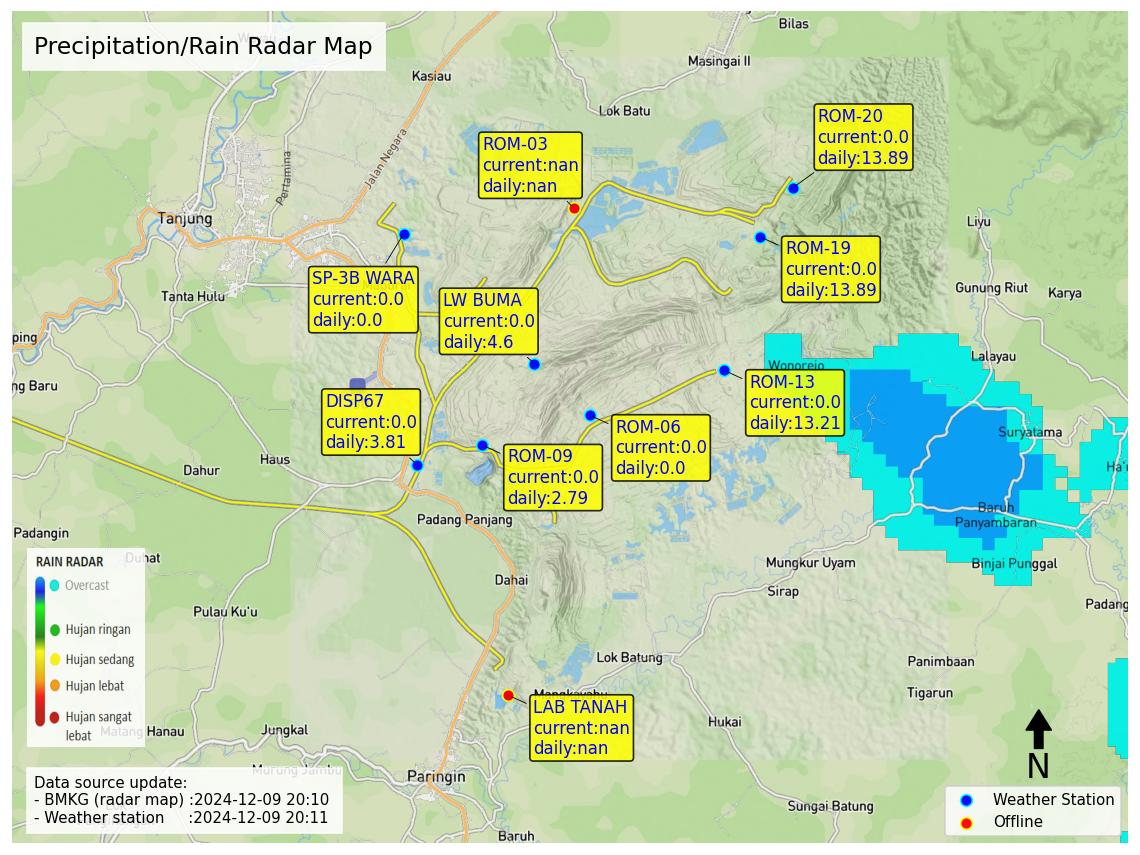 Precipitation/Rain Radar Map
Bilas
Masingai II
Kasiau
Lok Batu
Jalan Negara
Pertamina
Tanjung
Tanta Hulu
ping
ng Baru
ROM-03
current:nan
daily:nan
ROM-20
current:0.0
daily:13.89
ROM-19
current:0.0
daily:13.89
SP-3B WARA
current:0.0
daily:0.0
LW BUMA
current:0.0
daily:4.6
Liyu
Gunung Riut
Karya
Lalayau
Wonorejo
ROM-13
current:0.0
daily:13.21
DISP67
current:0.0
daily:3.81
ROM-06
current:0.0
daily:0.0
ROM-09
current:0.0
daily:2.79
Suryatama
Ha'u
Haus
Dahur
Padang Panjang
Baruh
Panyambaran
Padangin
Duhat
Mungkur Uyam
Binjai Punggal
Dahai
Sirap
Padang
Pulau Ku'u
Lok Batung
Panimbaan
Tigarun
Mangkayahu
LAB TANAH
current:nan
daily:nan
Hukai
Matang Hanau
Jungkal
Murung Jambu
Paringin
Sungai Batung
Baruh
RAIN RADAR
Overcast
Hujan ringan
Hujan sedang
Hujan lebat
Hujan sangat
lebat
Data source update:
- BMKG (radar map) :2024-12-09 20:10
- Weather station :2024-12-09 20:11
N
Weather Station
Offline